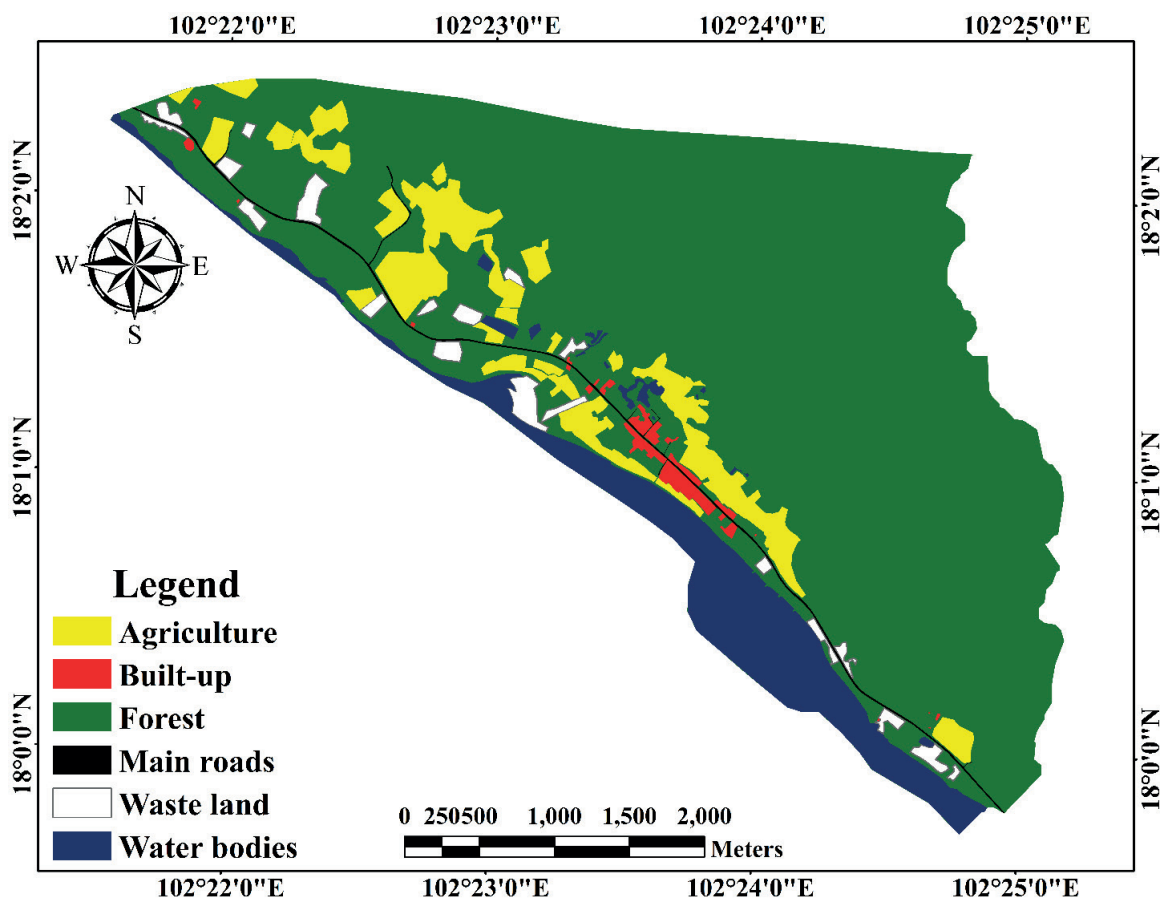 102°22'0"E 102°23'0"E 102°24'0"E 102°25'0"E
18°2'0"N
18°2'0"N
N
W E
S
18°1'0"N
18°1'0"N
Legend
Agriculture
Built-up
Forest
Main roads
Waste land
Water bodies
18°0'0"N
18°0'0"N
0 250500 1,000 1,500 2,000
Meters
102°22'0"E 102°23'0"E 102°24'0"E 102°25'0"E